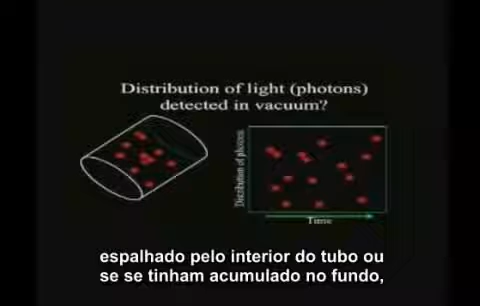 Distribution of light (photons)
detected in vacuum?
Distribution of photons
Time
espalhado pelo interior do tubo ou
se se tinham acumulado no fundo,